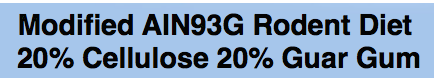 Modified AIN93G Rodent Diet
20% Cellulose 20% Guar Gum